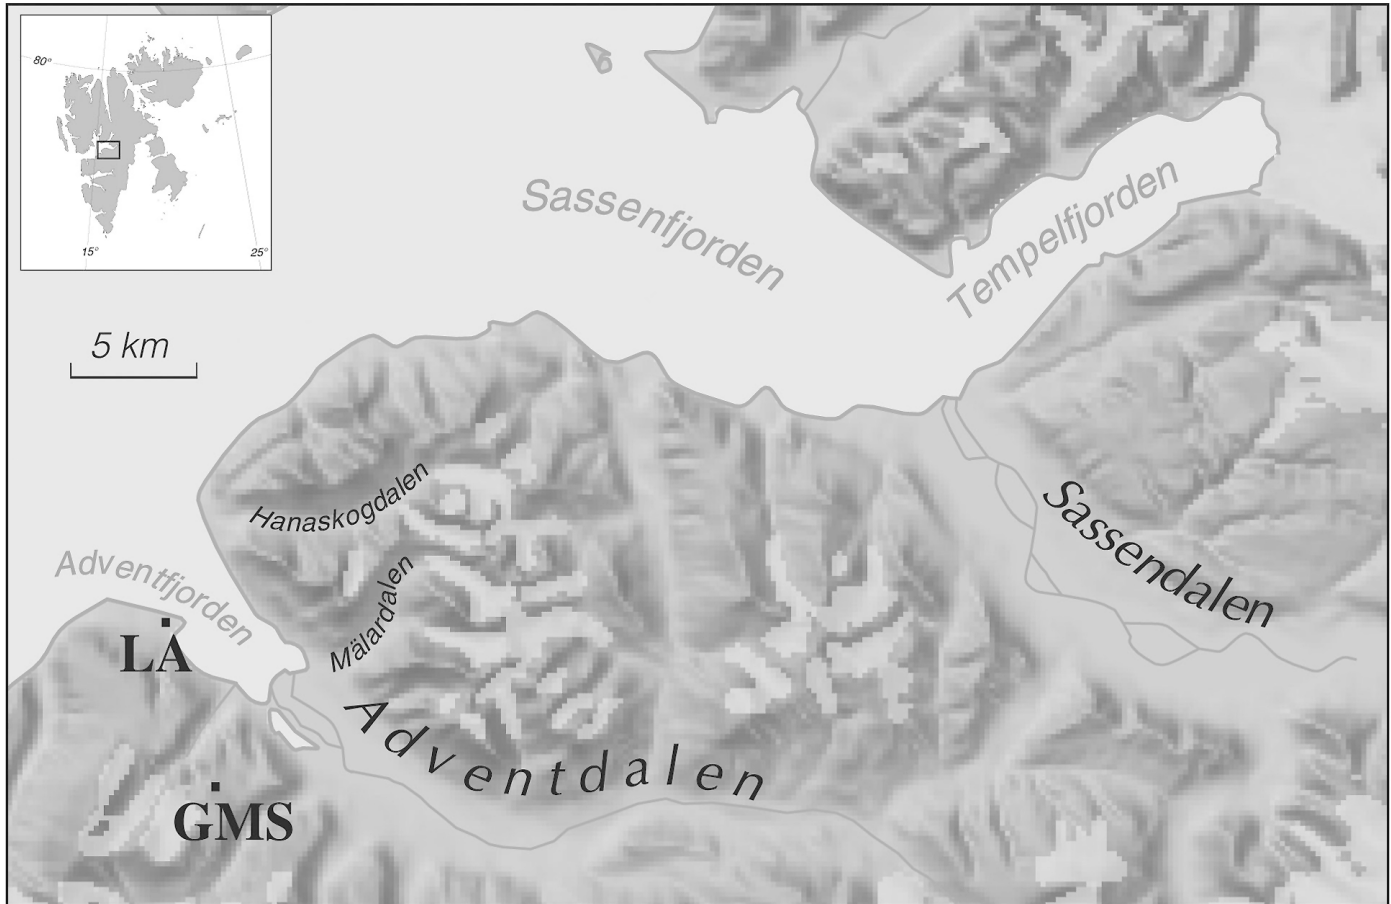 80°
15°
25°
5 km
Sassenfjorden
Tempelfjorden
Hanaskogdalen
Mälardalen
Adventfjorden
LA
GMS
Adventdalen
Sassendalen